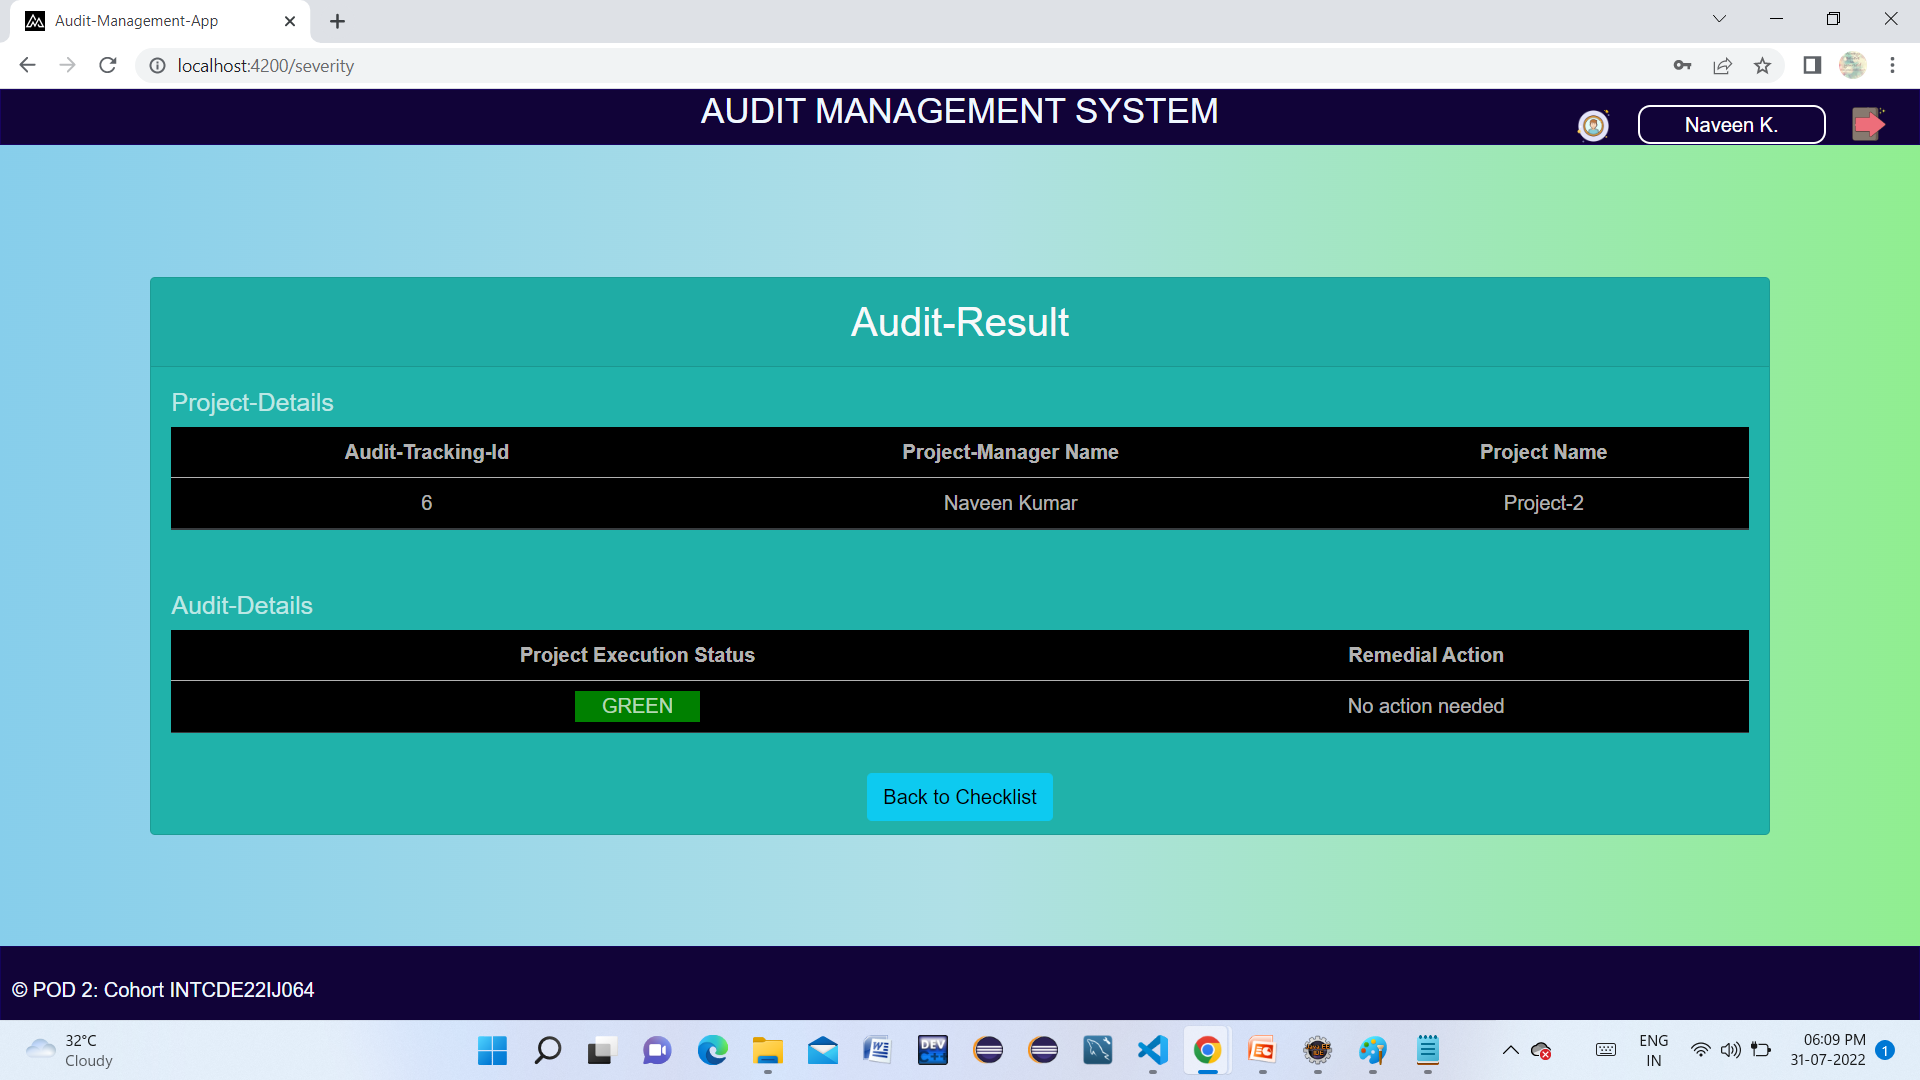 Audit-Management-App
localhost:4200/severity
AUDIT MANAGEMENT SYSTEM
Naveen K.
Audit-Result
Project-Details
Audit-Tracking-Id Project-Manager Name Project Name
6 Naveen Kumar Project-2
Audit-Details
Project Execution Status Remedial Action
GREEN No action needed
Back to Checklist
© POD 2: Cohort INTCDE22IJ064
32°C
Cloudy
DEV
C++
ENG
IN
06:09 PM
31-07-2022
1